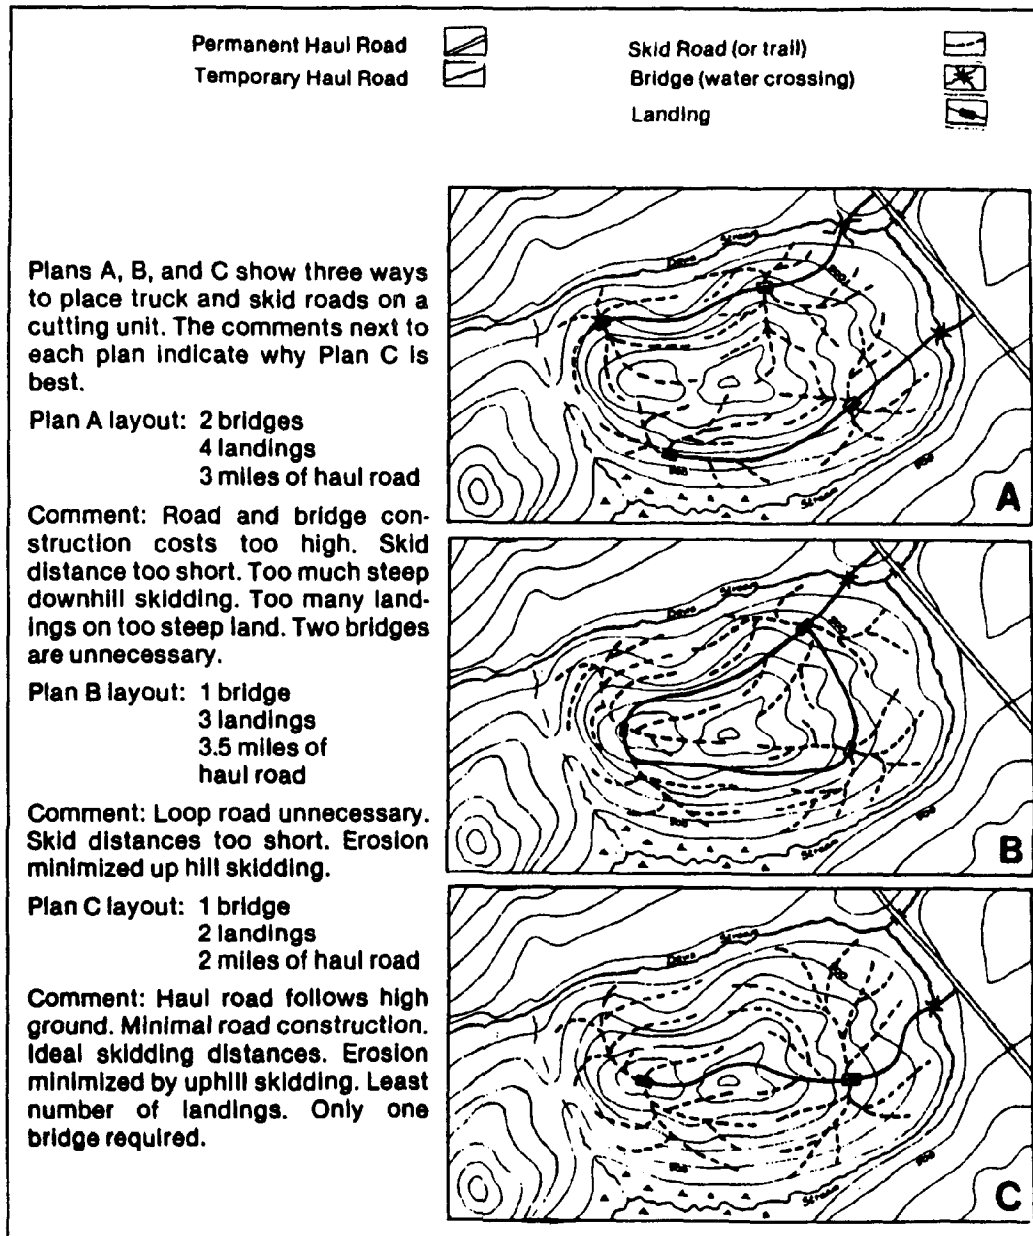 Permanent Haul Road
Temporary Haul Road
Skid Road (or trail)
Bridge (water crossing)
Landing
Plans A, B, and C show three ways
to place truck and skid roads on a
cutting unit. The comments next to
each plan indicate why Plan C is
best.
Plan A layout: 2 bridges
4 landings
3 miles of haul road
Comment: Road and bridge con-
struction costs too high. Skid
distance too short. Too much steep
downhill skidding. Too many land-
ings on too steep land. Two bridges
are unnecessary.
Plan B layout: 1 bridge
3 landings
3.5 miles of
haul road
Comment: Loop road unnecessary.
Skid distances too short. Erosion
minimized up hill skidding.
Plan C layout: 1 bridge
2 landings
2 miles of haul road
Comment: Haul road follows high
ground. Minimal road construction.
Ideal skidding distances. Erosion
minimized by uphill skidding. Least
number of landings. Only one
bridge required.
Stream
A
Stream
B
Stream
C